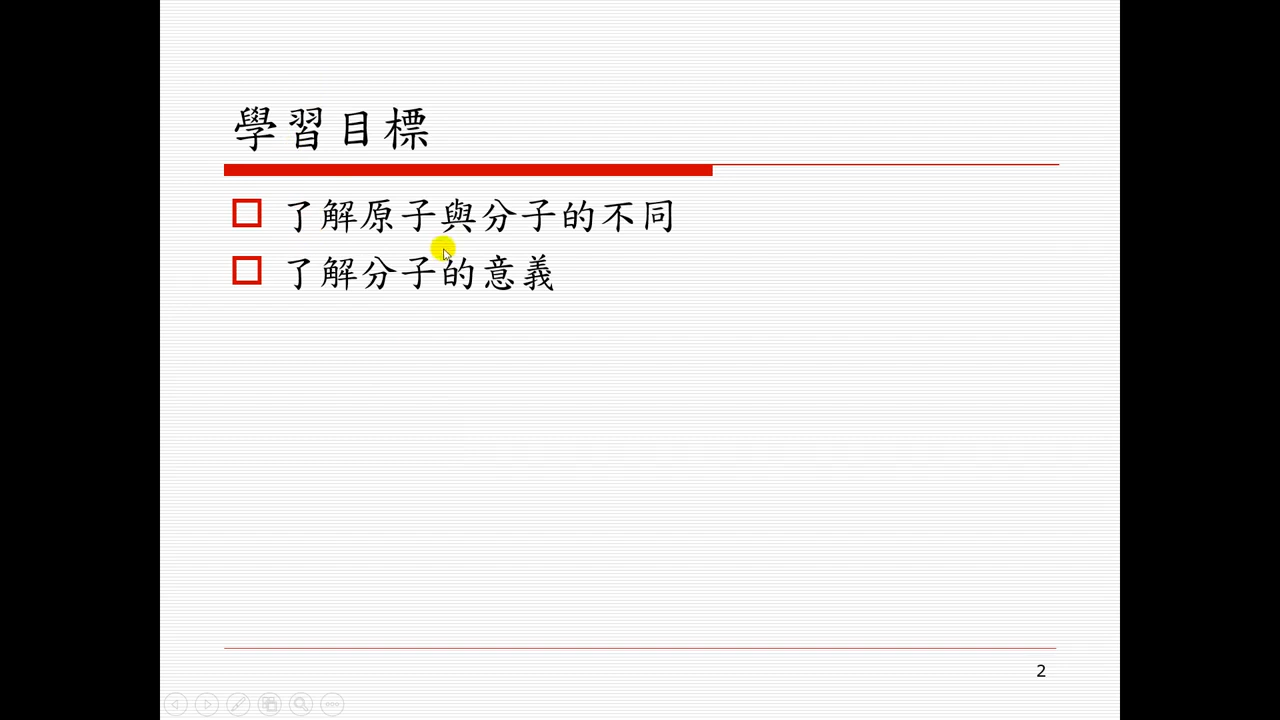 學習目標
了解原子與分子的不同
了解分子的意義
2